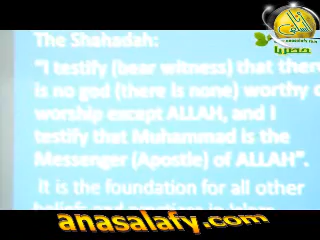 The Shahadah:
"I testify (bear witness) that there
is no god (there is none) worthy o
worship except ALLAH, and I
testify that Muhammad is the
Messenger (Apostle) of ALLAH".
It is the foundation for all other
anasalafy.com